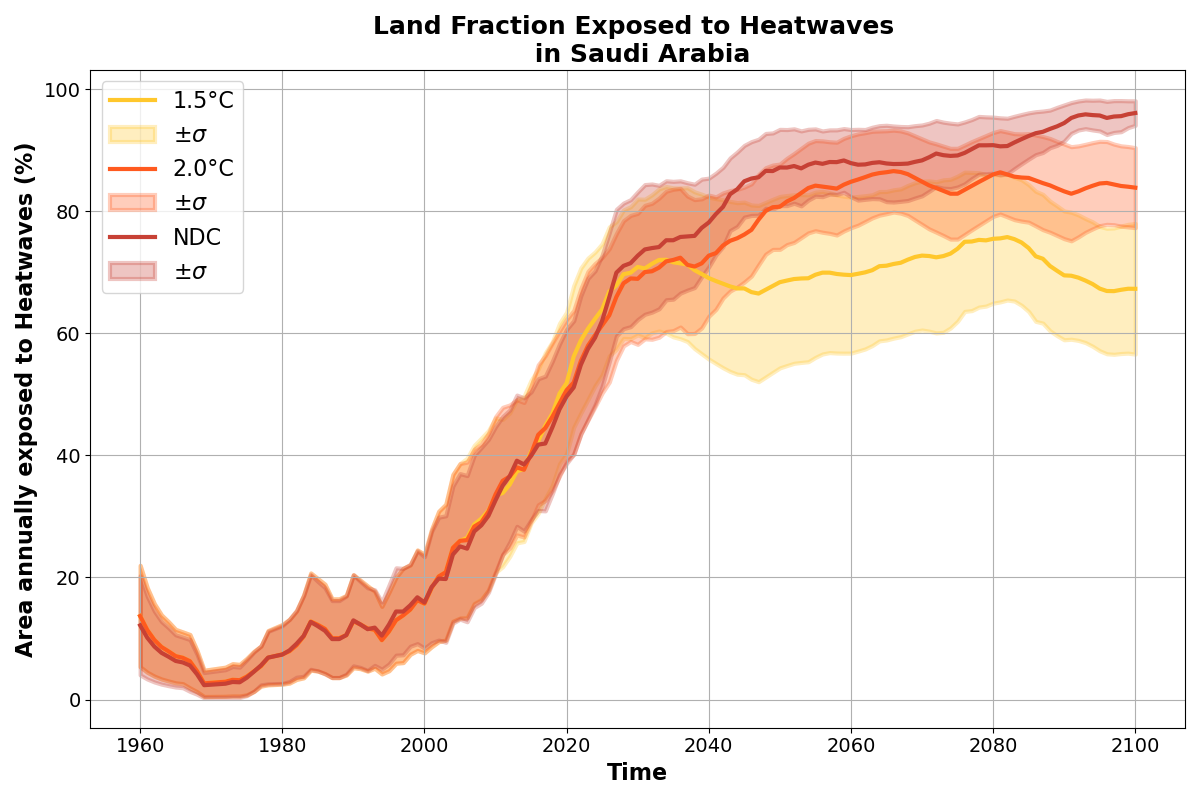 Land Fraction Exposed to Heatwaves
in Saudi Arabia
Area annually exposed to Heatwaves (%)
100
80
60
40
20
0
1.5°C
±σ
2.0°C
±σ
NDC
±σ
1960 1980 2000 2020 2040 2060 2080 2100
Time